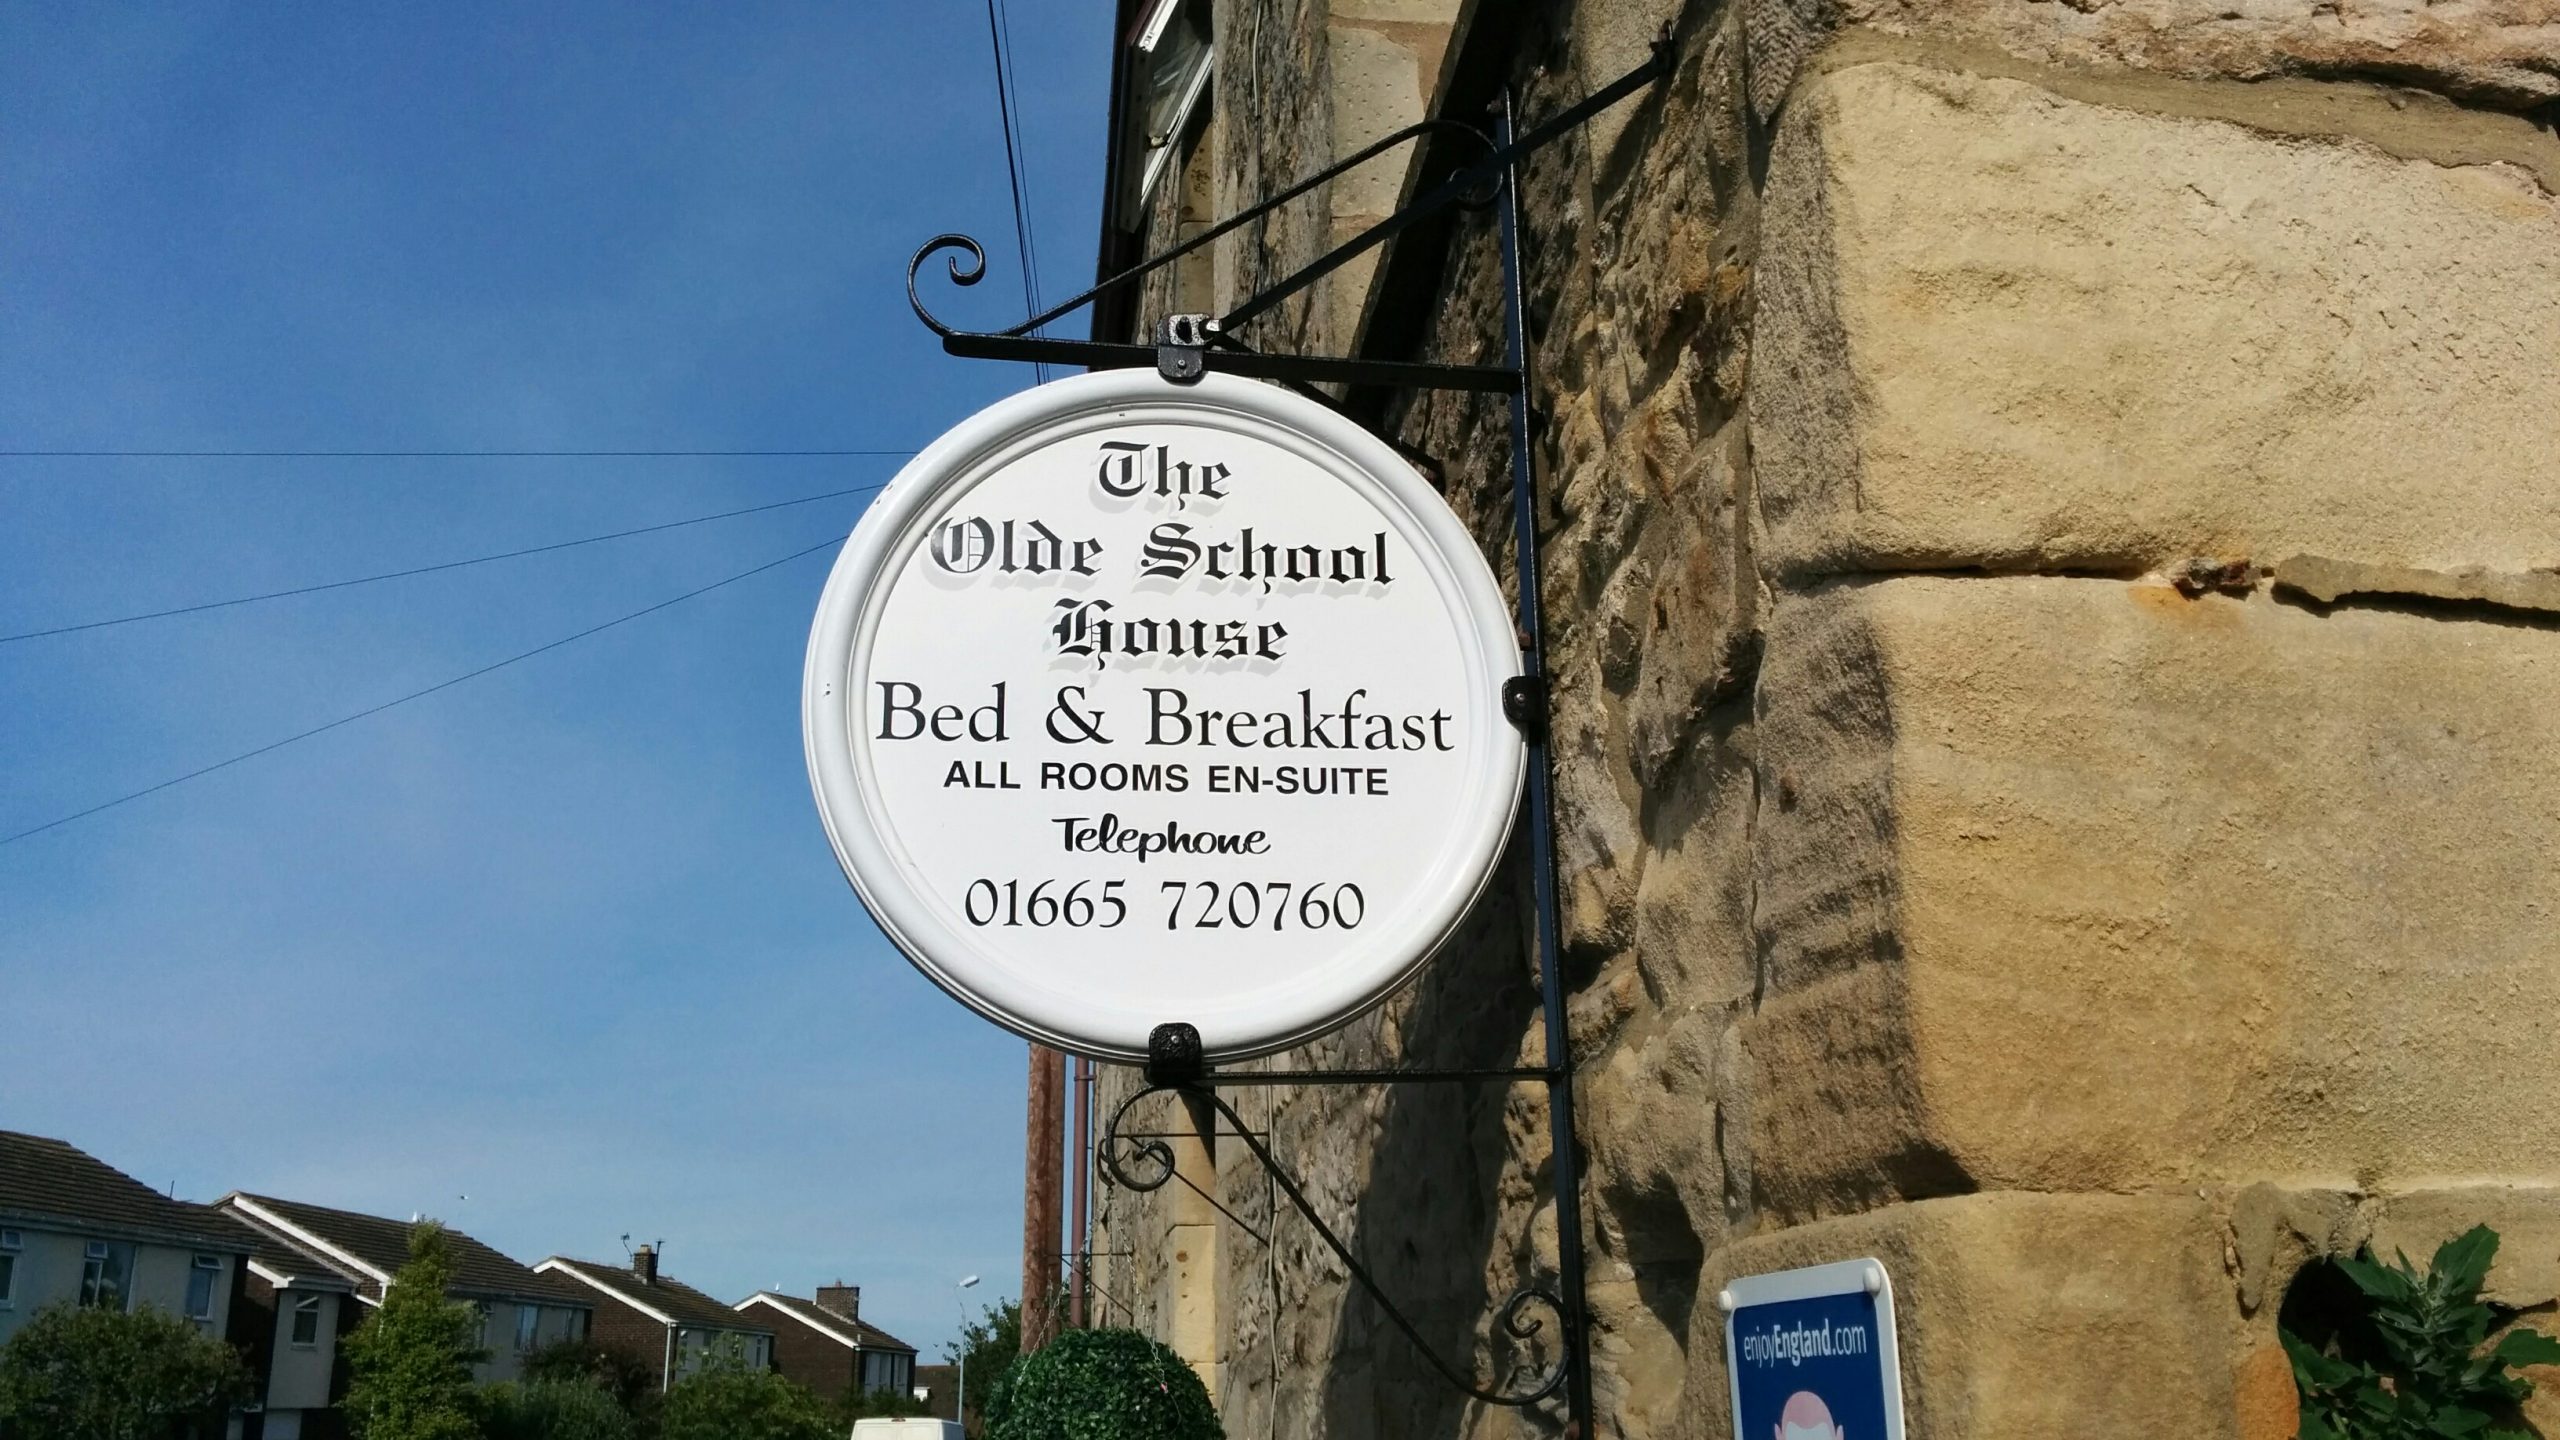 The
Olde School
House
Bed & Breakfast
ALL ROOMS EN-SUITE
Telephone
01665 720760
enjoyEngland.com